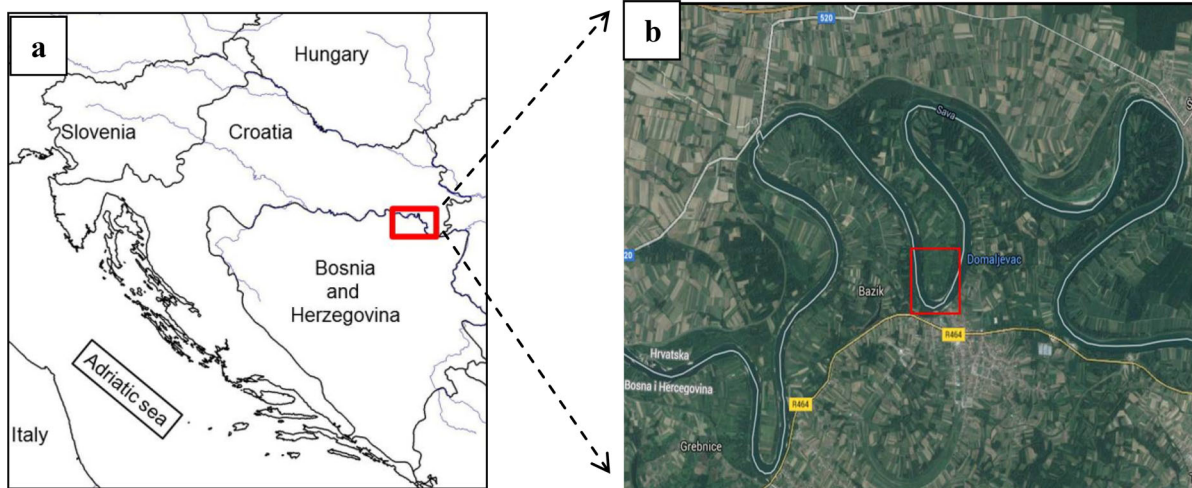 a
Hungary
Slovenia
Croatia
Bosnia
and
Herzegovina
Adriatic sea
Italy
b
520
Sava
S
20
Domaljevac
Bazik
R464
Hrvatska
Bosna i Hercegovina
R464
Grebnice